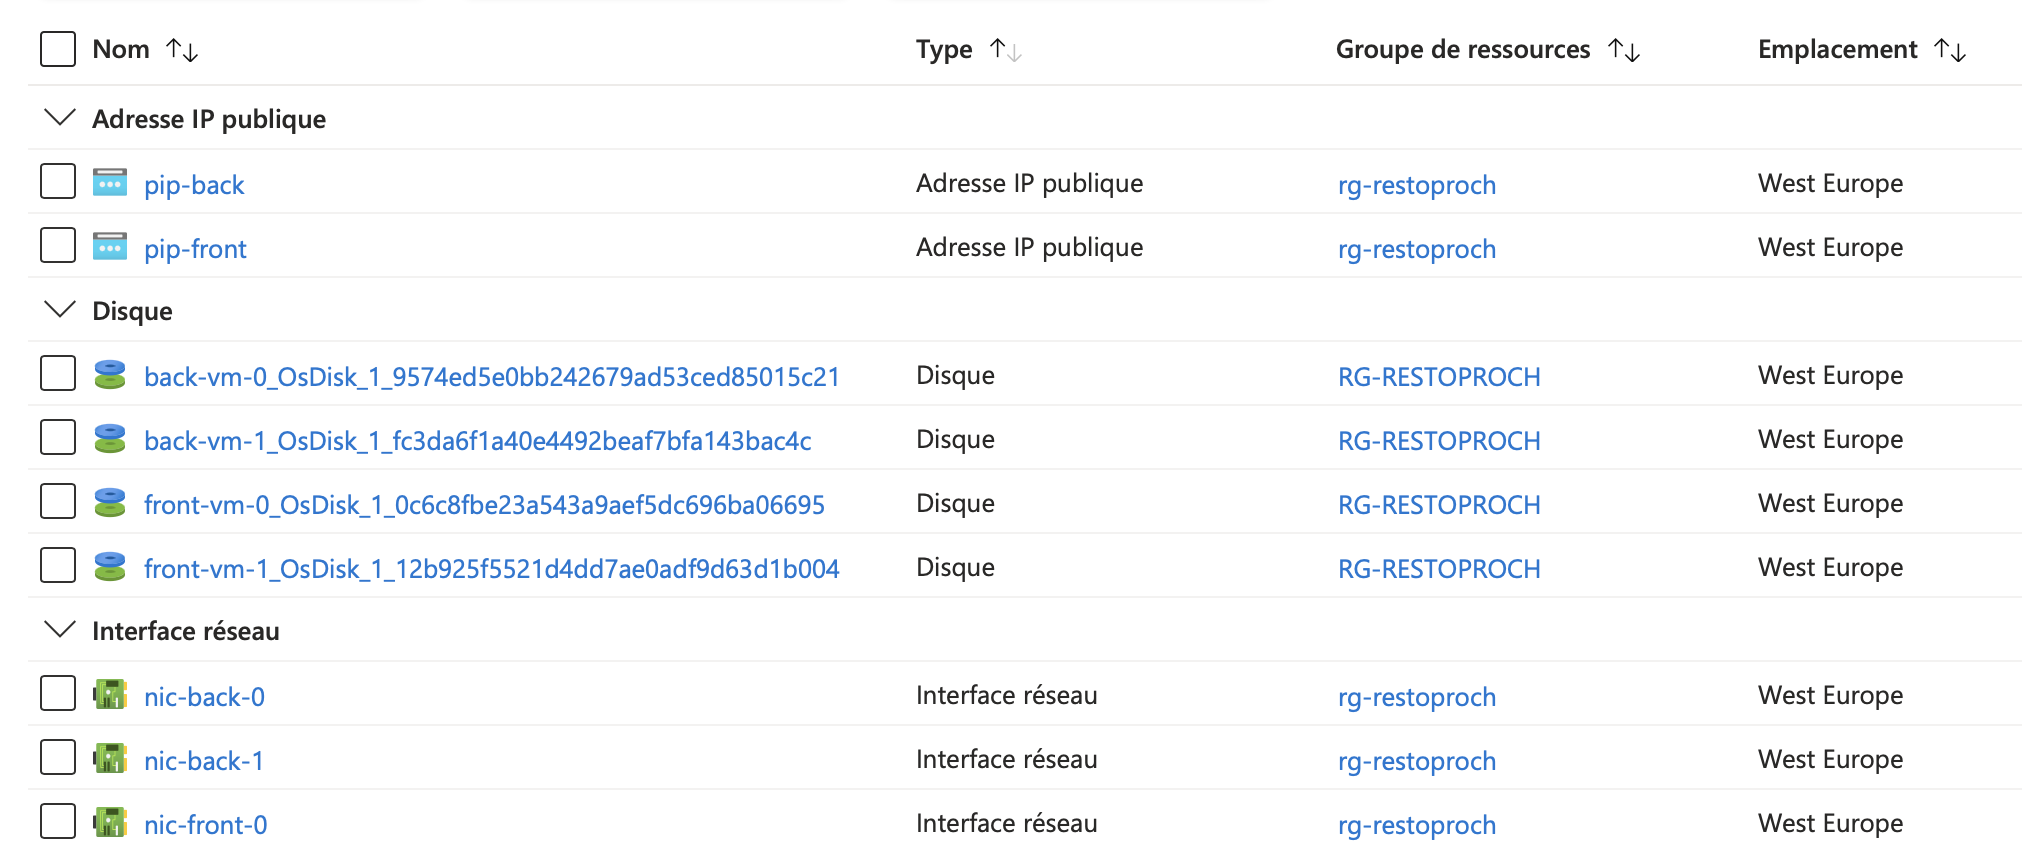 Nom Type Groupe de ressources Emplacement
Adresse IP publique
pip-back Adresse IP publique rg-restoproch West Europe
pip-front Adresse IP publique rg-restoproch West Europe
Disque
back-vm-0_OsDisk_1_9574ed5e0bb242679ad53ced85015c21 Disque RG-RESTOPROCH West Europe
back-vm-1_OsDisk_1_fc3da6f1a40e4492beaf7bfa143bac4c Disque RG-RESTOPROCH West Europe
front-vm-0_OsDisk_1_0c6c8fbe23a543a9aef5dc696ba06695 Disque RG-RESTOPROCH West Europe
front-vm-1_OsDisk_1_12b925f5521d4dd7ae0adf9d63d1b004 Disque RG-RESTOPROCH West Europe
Interface réseau
nic-back-0 Interface réseau rg-restoproch West Europe
nic-back-1 Interface réseau rg-restoproch West Europe
nic-front-0 Interface réseau rg-restoproch West Europe